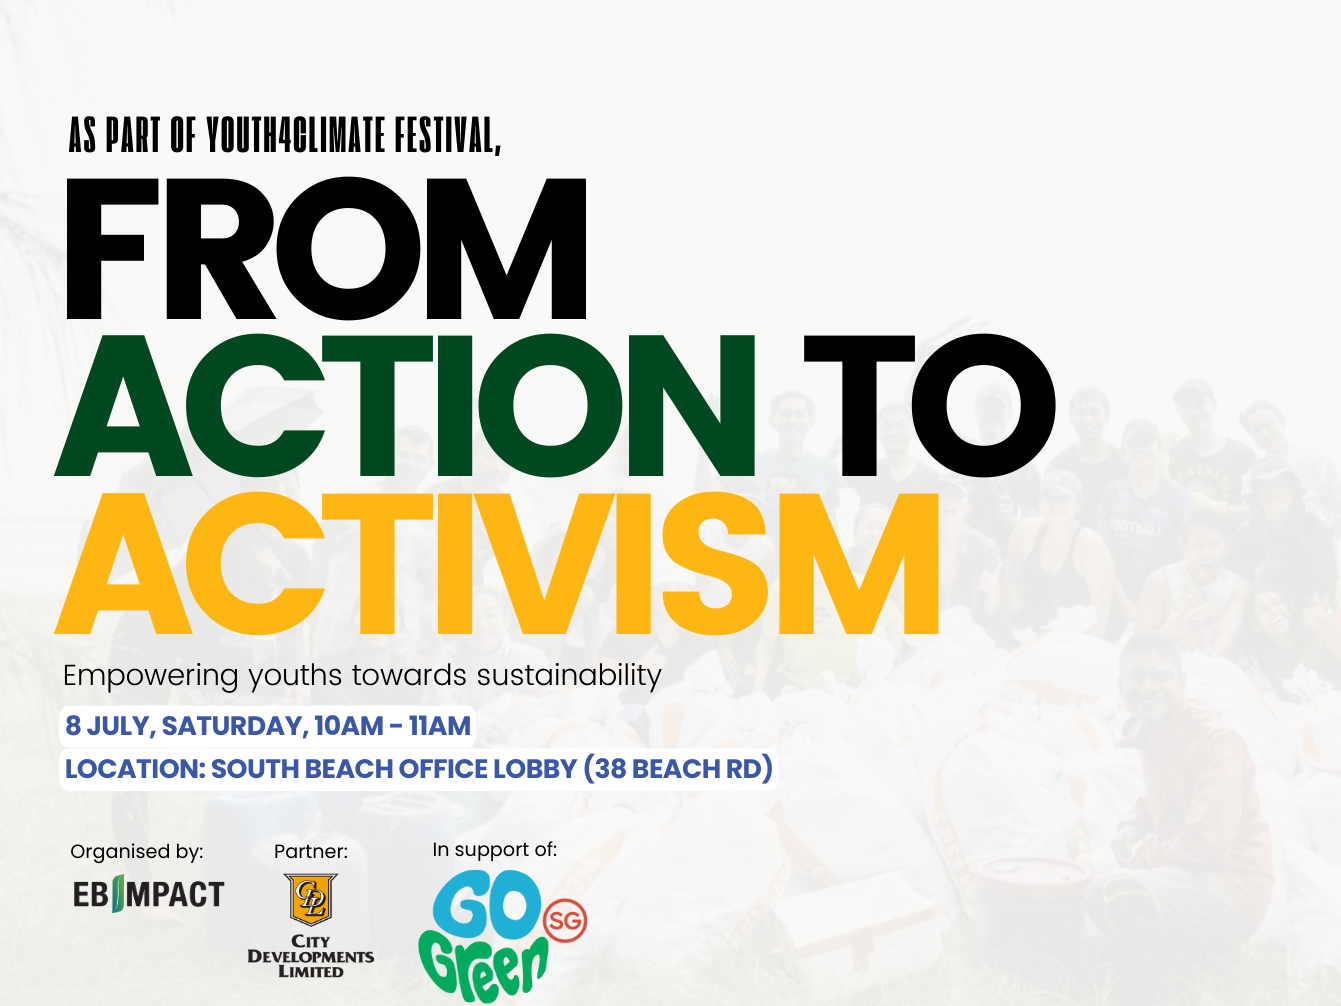 AS PART OF YOUTH4CLIMATE FESTIVAL,
FROM
ACTION TO
ACTIVISM
Empowering youths towards sustainability
8 JULY, SATURDAY, 10AM - 11AM
LOCATION: SOUTH BEACH OFFICE LOBBY (38 BEACH RD)
Organised by:
EB IMPACT
Partner:
CDL
CITY
DEVELOPMENTS
LIMITED
In support of:
GO
Green
SG